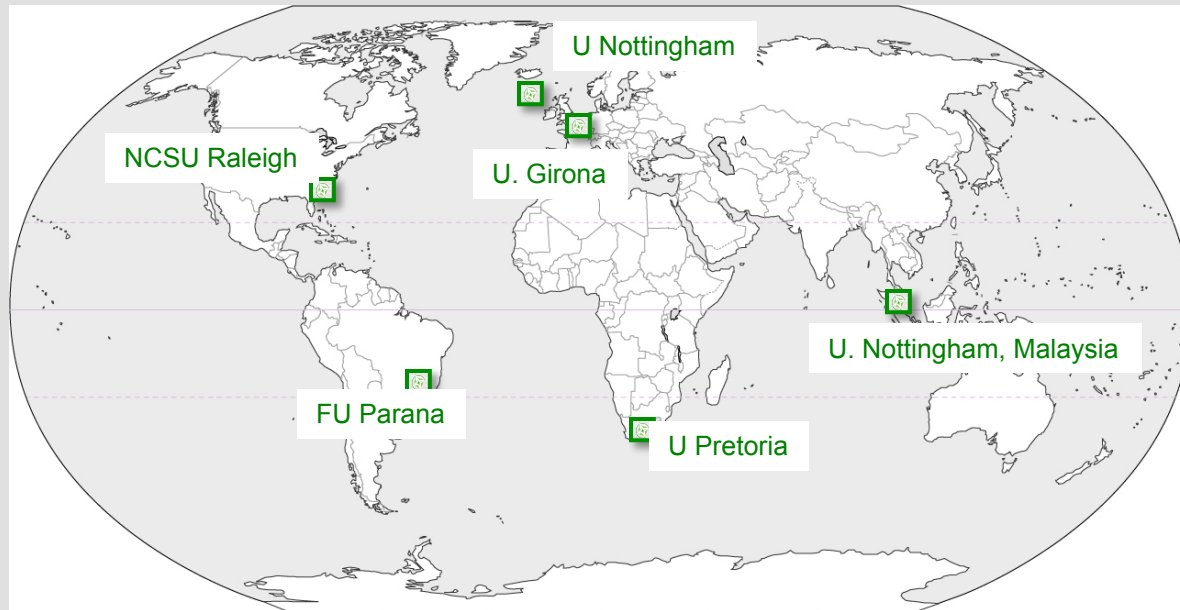 U Nottingham
NCSU Raleigh
U. Girona
U. Nottingham, Malaysia
FU Parana
U Pretoria